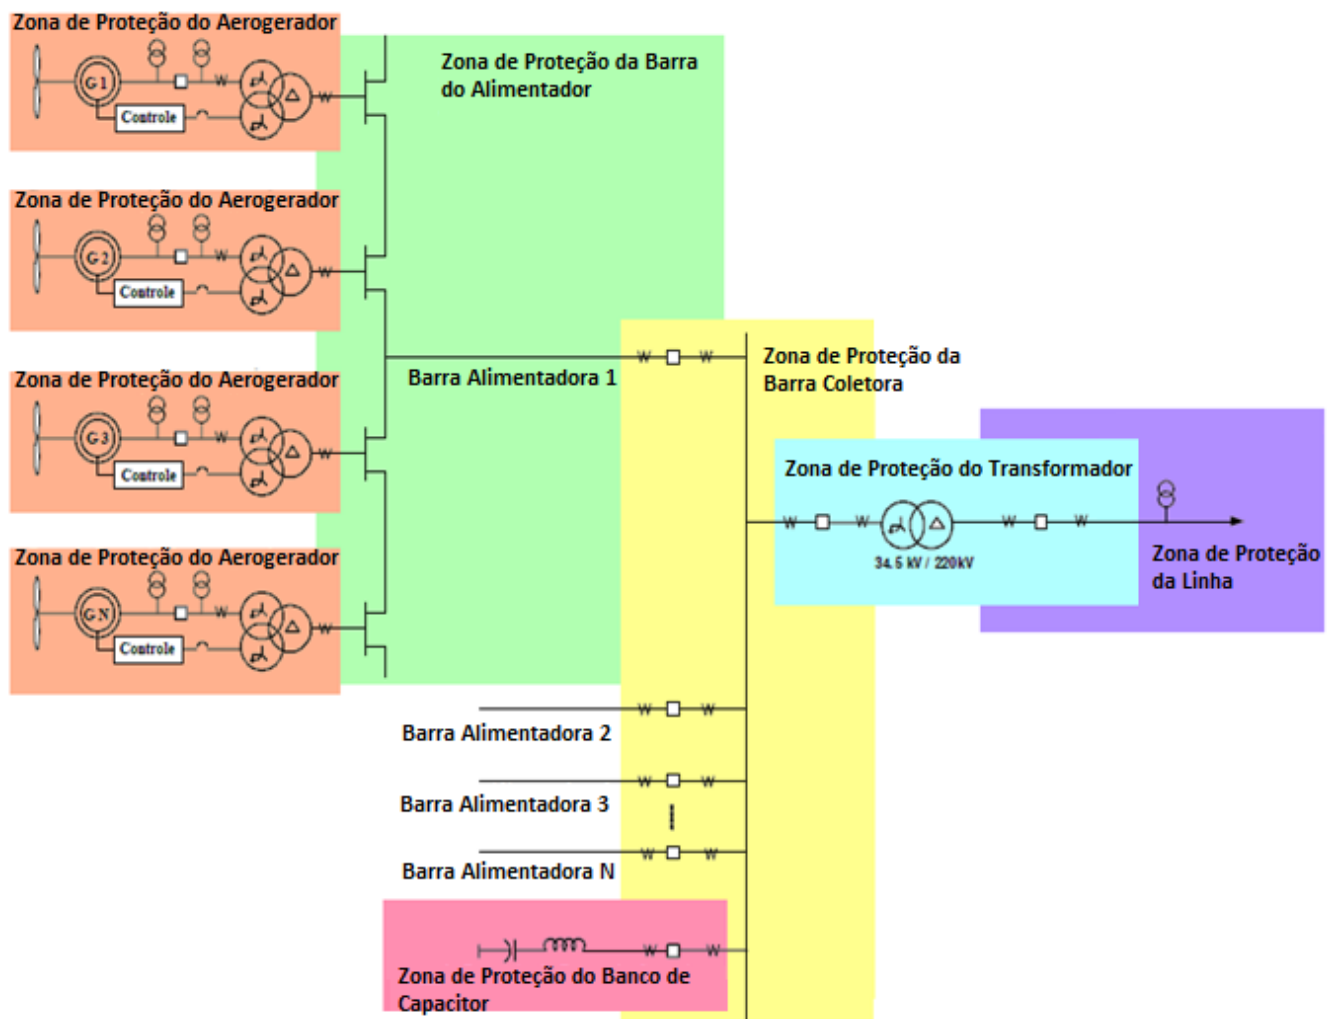 Zona de Proteção do Aerogerador
G1
Controle
Zona de Proteção da Barra
do Alimentador
Zona de Proteção do Aerogerador
G2
Controle
Zona de Proteção do Aerogerador
G3
Controle
Barra Alimentadora 1
Zona de Proteção da
Barra Coletora
Zona de Proteção do Transformador
34.5 kV / 220kV
Zona de Proteção
da Linha
Zona de Proteção do Aerogerador
GN
Controle
Barra Alimentadora 2
Barra Alimentadora 3
Barra Alimentadora N
Zona de Proteção do Banco de
Capacitor